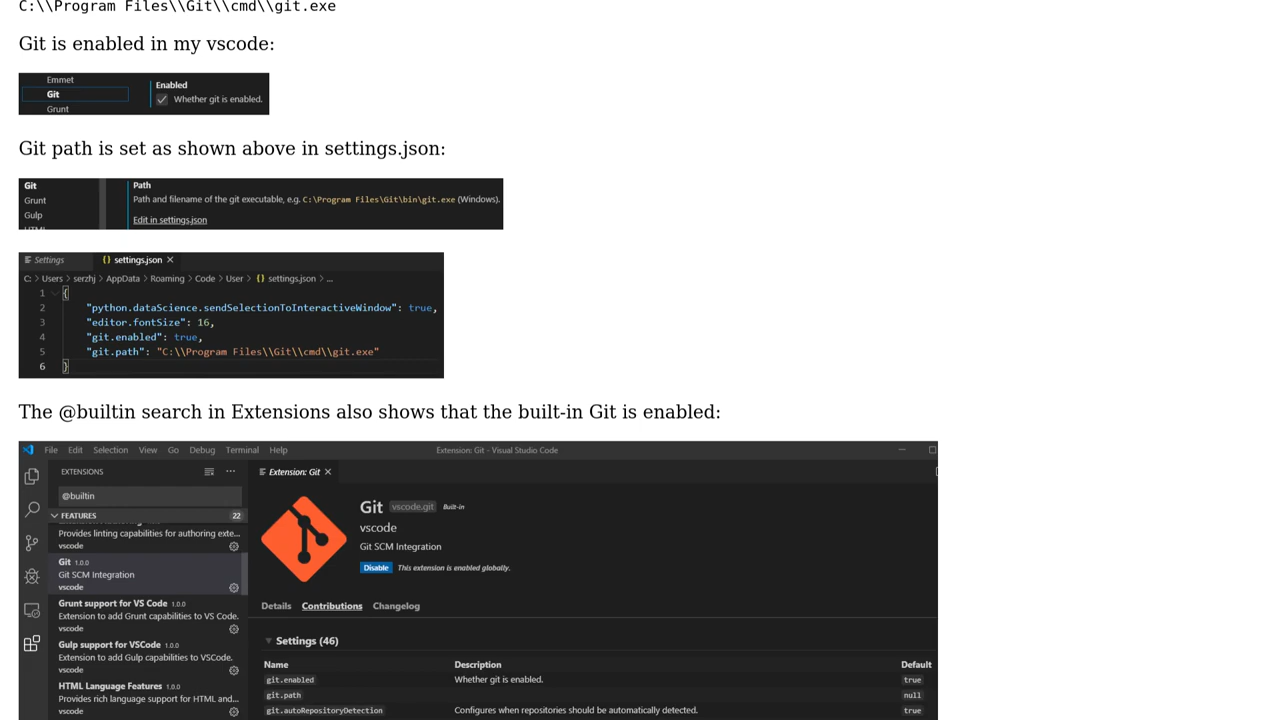 C:\\Program Files\\Git\\cmd\\git.exe
Git is enabled in my vscode:
Emmet
Git
Grunt
Enabled
Whether git is enabled.
Git path is set as shown above in settings.json:
Git
Grunt
Gulp
HTML
Path
Path and filename of the git executable, e.g. C:\Program Files\Git\bin\git.exe (Windows).
Edit in settings.json
Settings {} settings.json
C: > Users > serzhj > AppData > Roaming > Code > User > {} settings.json > ...
1 {
2 "python.dataScience.sendSelectionToInteractiveWindow": true,
3 "editor.fontSize": 16,
4 "git.enabled": true,
5 "git.path": "C:\\Program Files\\Git\\cmd\\git.exe"
6 }
The @builtin search in Extensions also shows that the built-in Git is enabled:
File Edit Selection View Go Debug Terminal Help Extension: Git - Visual Studio Code
EXTENSIONS
@builtin
FEATURES 22
Provides linting capabilities for authoring exte...
vscode
Git 1.0.0
Git SCM Integration
vscode
Grunt support for VS Code 1.0.0
Extension to add Grunt capabilities to VS Code.
vscode
Gulp support for VSCode 1.0.0
Extension to add Gulp capabilities to VSCode.
vscode
HTML Language Features 1.0.0
Provides rich language support for HTML and...
vscode
Extension: Git
Git vscode.git Built-in
vscode
Git SCM Integration
Disable This extension is enabled globally.
Details Contributions Changelog
Settings (46)
Name Description Default
git.enabled Whether git is enabled. true
git.path null
git.autoRepositoryDetection Configures when repositories should be automatically detected. true